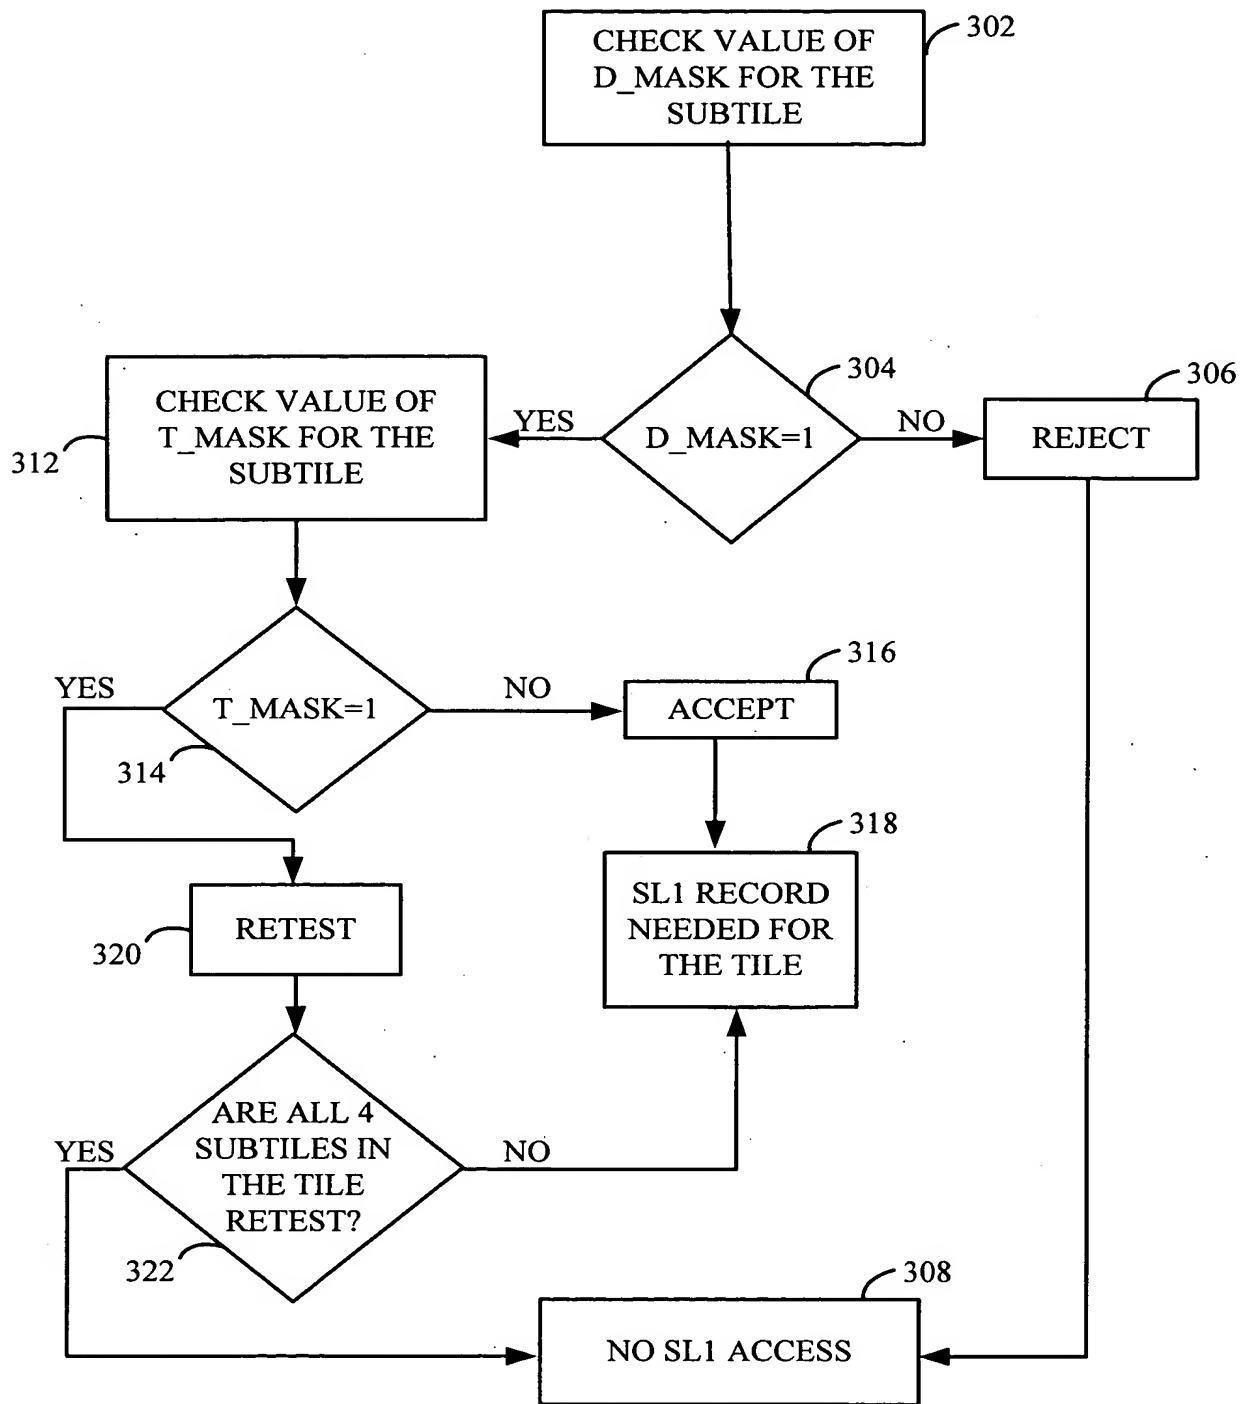 CHECK VALUE OF
D_MASK FOR THE
SUBTILE
302
D_MASK=1
304
YES
NO
REJECT
306
CHECK VALUE OF
T_MASK FOR THE
SUBTILE
312
T_MASK=1
314
YES
NO
ACCEPT
316
SL1 RECORD
NEEDED FOR
THE TILE
318
RETEST
320
ARE ALL 4
SUBTILES IN
THE TILE
RETEST?
322
YES
NO
NO SL1 ACCESS
308